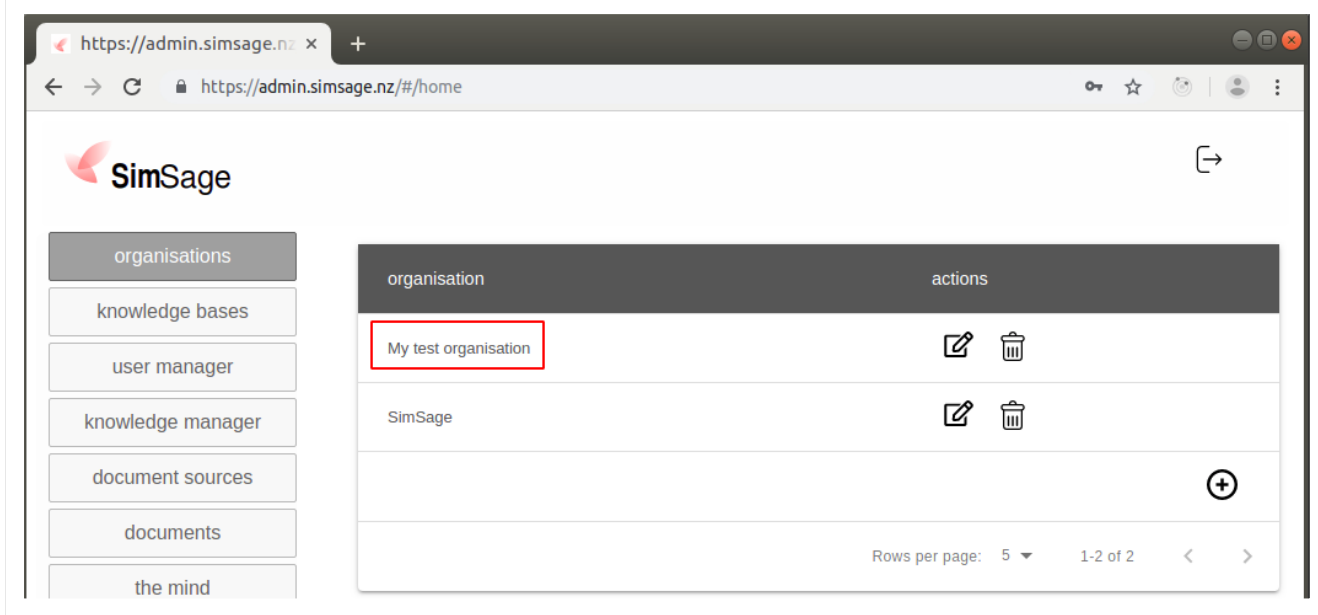 https://admin.simsage.nz
https://admin.simsage.nz/#/home
SimSage
organisations
knowledge bases
user manager
knowledge manager
document sources
documents
the mind
organisation actions
My test organisation
SimSage
Rows per page: 5 1-2 of 2